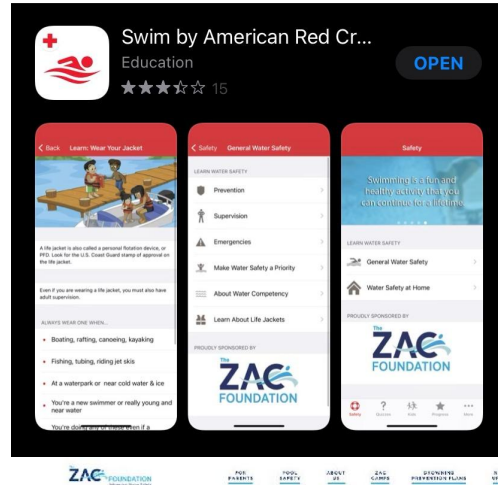 Swim by American Red Cr...
Education
OPEN
15
Back Learn: Wear Your Jacket
A life jacket is also called a personal flotation device, or
PFD. Look for the U.S. Coast Guard stamp of approval on
the life jacket.
Even if you are wearing a life jacket, you must also have
adult supervision.
ALWAYS WEAR ONE WHEN...
Boating, rafting, canoeing, kayaking
Fishing, tubing, riding jet skis
At a waterpark or near cold water & ice
You're a new swimmer or really young and
near water
You're doing any of these even if a
Safety General Water Safety
LEARN WATER SAFETY
Prevention
Supervision
Emergencies
Make Water Safety a Priority
About Water Competency
Learn About Life Jackets
PROUDLY SPONSORED BY
The
ZAC
FOUNDATION
Safety
Swimming is a fun and
healthy activity that you
can continue for a lifetime
LEARN WATER SAFETY
General Water Safety
Water Safety at Home
PROUDLY SPONSORED BY
The
ZAC
FOUNDATION
Safety Quizzes Kids Progress More
ZAC FOUNDATION
FOR
PARENTS
POOL
SAFETY
ABOUT
US
ZAC
CAMPS
DROWNING
PREVENTION PLANS